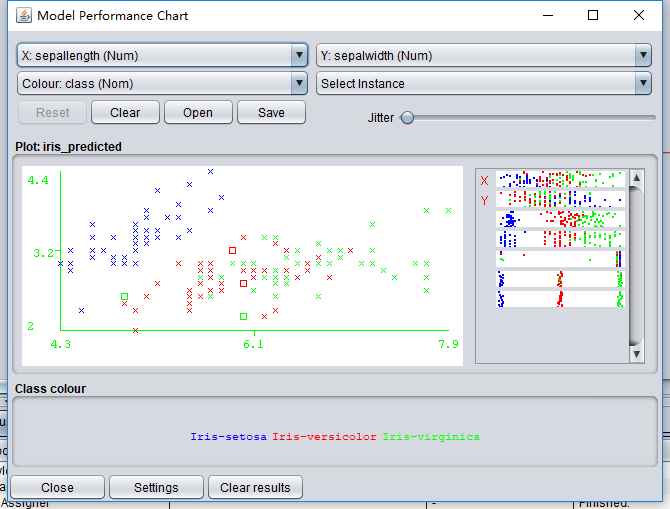 Model Performance Chart
X: sepallength (Num)
Y: sepalwidth (Num)
Colour: class (Nom)
Select Instance
Reset
Clear
Open
Save
Jitter
Plot: iris_predicted
4.4
3.2
2
4.3
6.1
7.9
X
Y
Class colour
Iris-setosa Iris-versicolor Iris-virginica
Close
Settings
Clear results
Assigner
Finished.